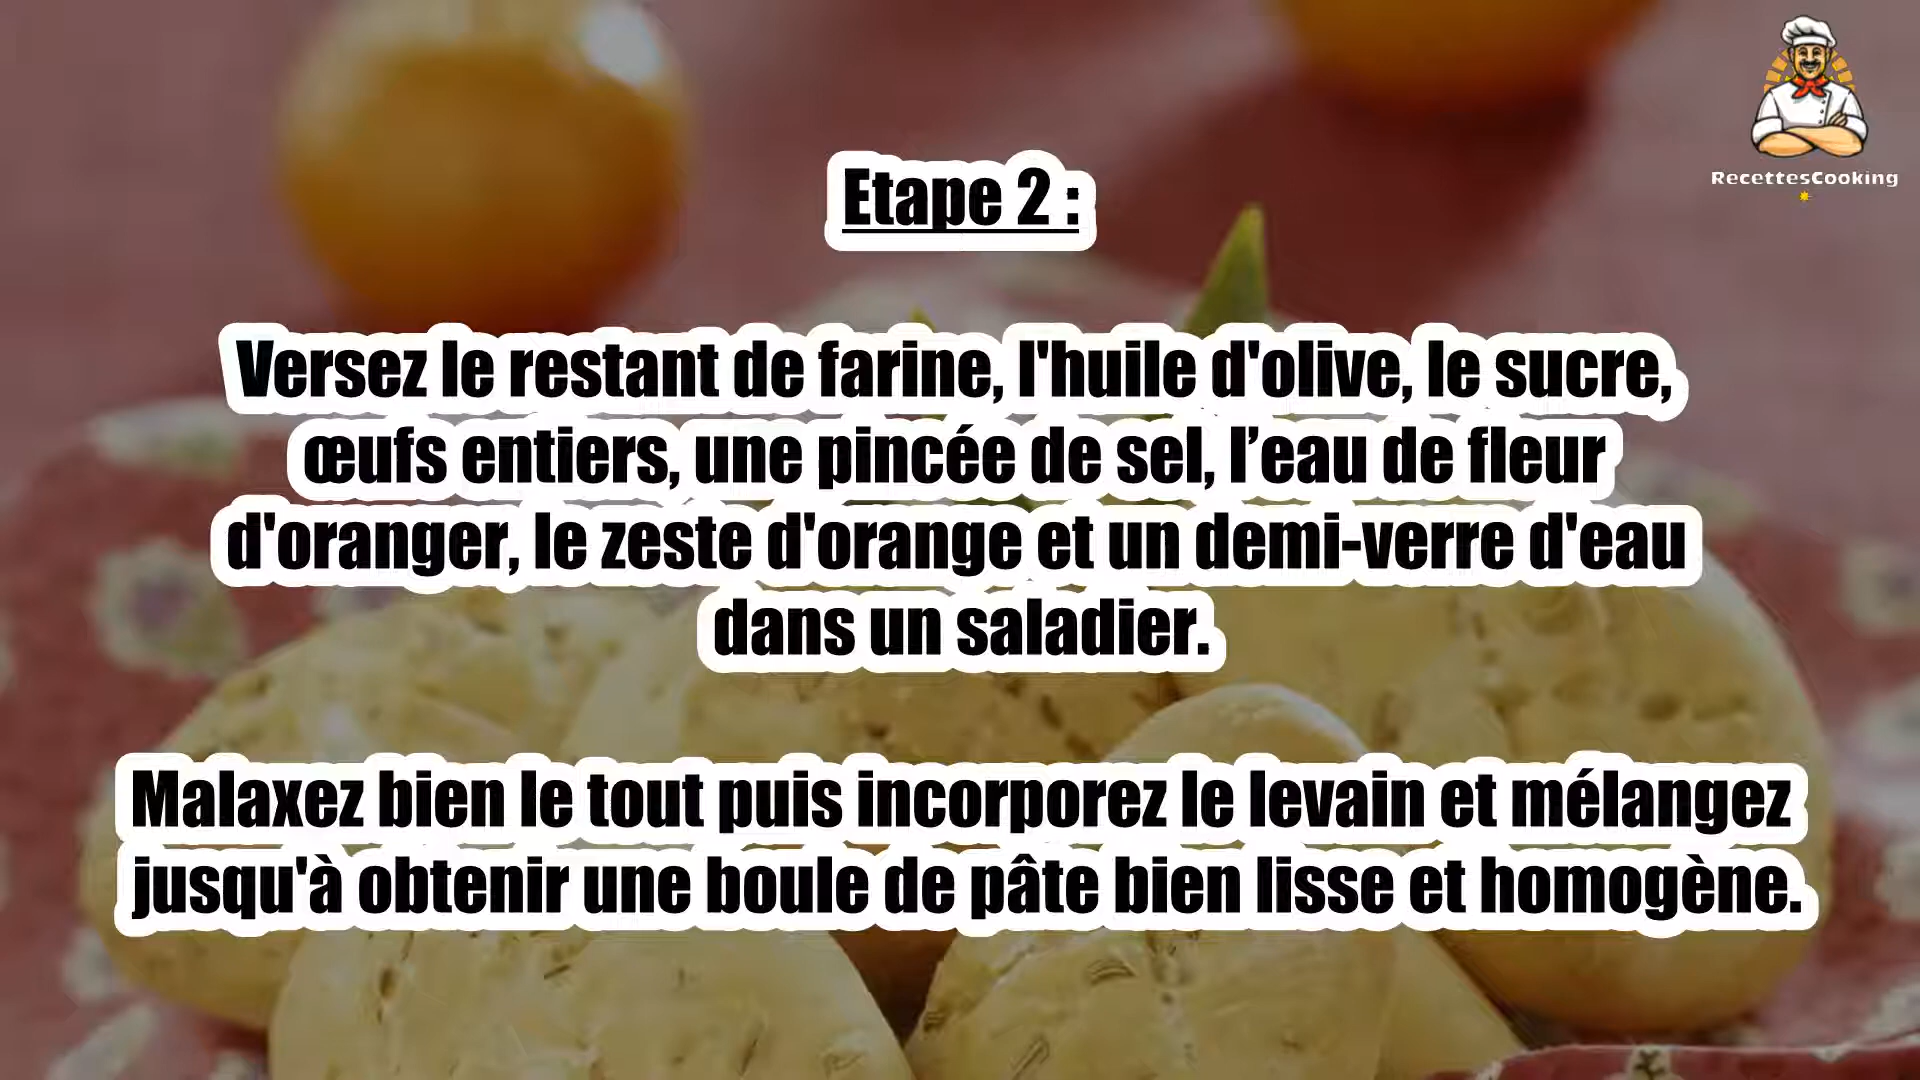 RecettesCooking
Etape 2 :
Versez le restant de farine, l'huile d'olive, le sucre,
œufs entiers, une pincée de sel, l’eau de fleur
d'oranger, le zeste d'orange et un demi-verre d'eau
dans un saladier.
Malaxez bien le tout puis incorporez le levain et mélangez
jusqu'à obtenir une boule de pâte bien lisse et homogène.